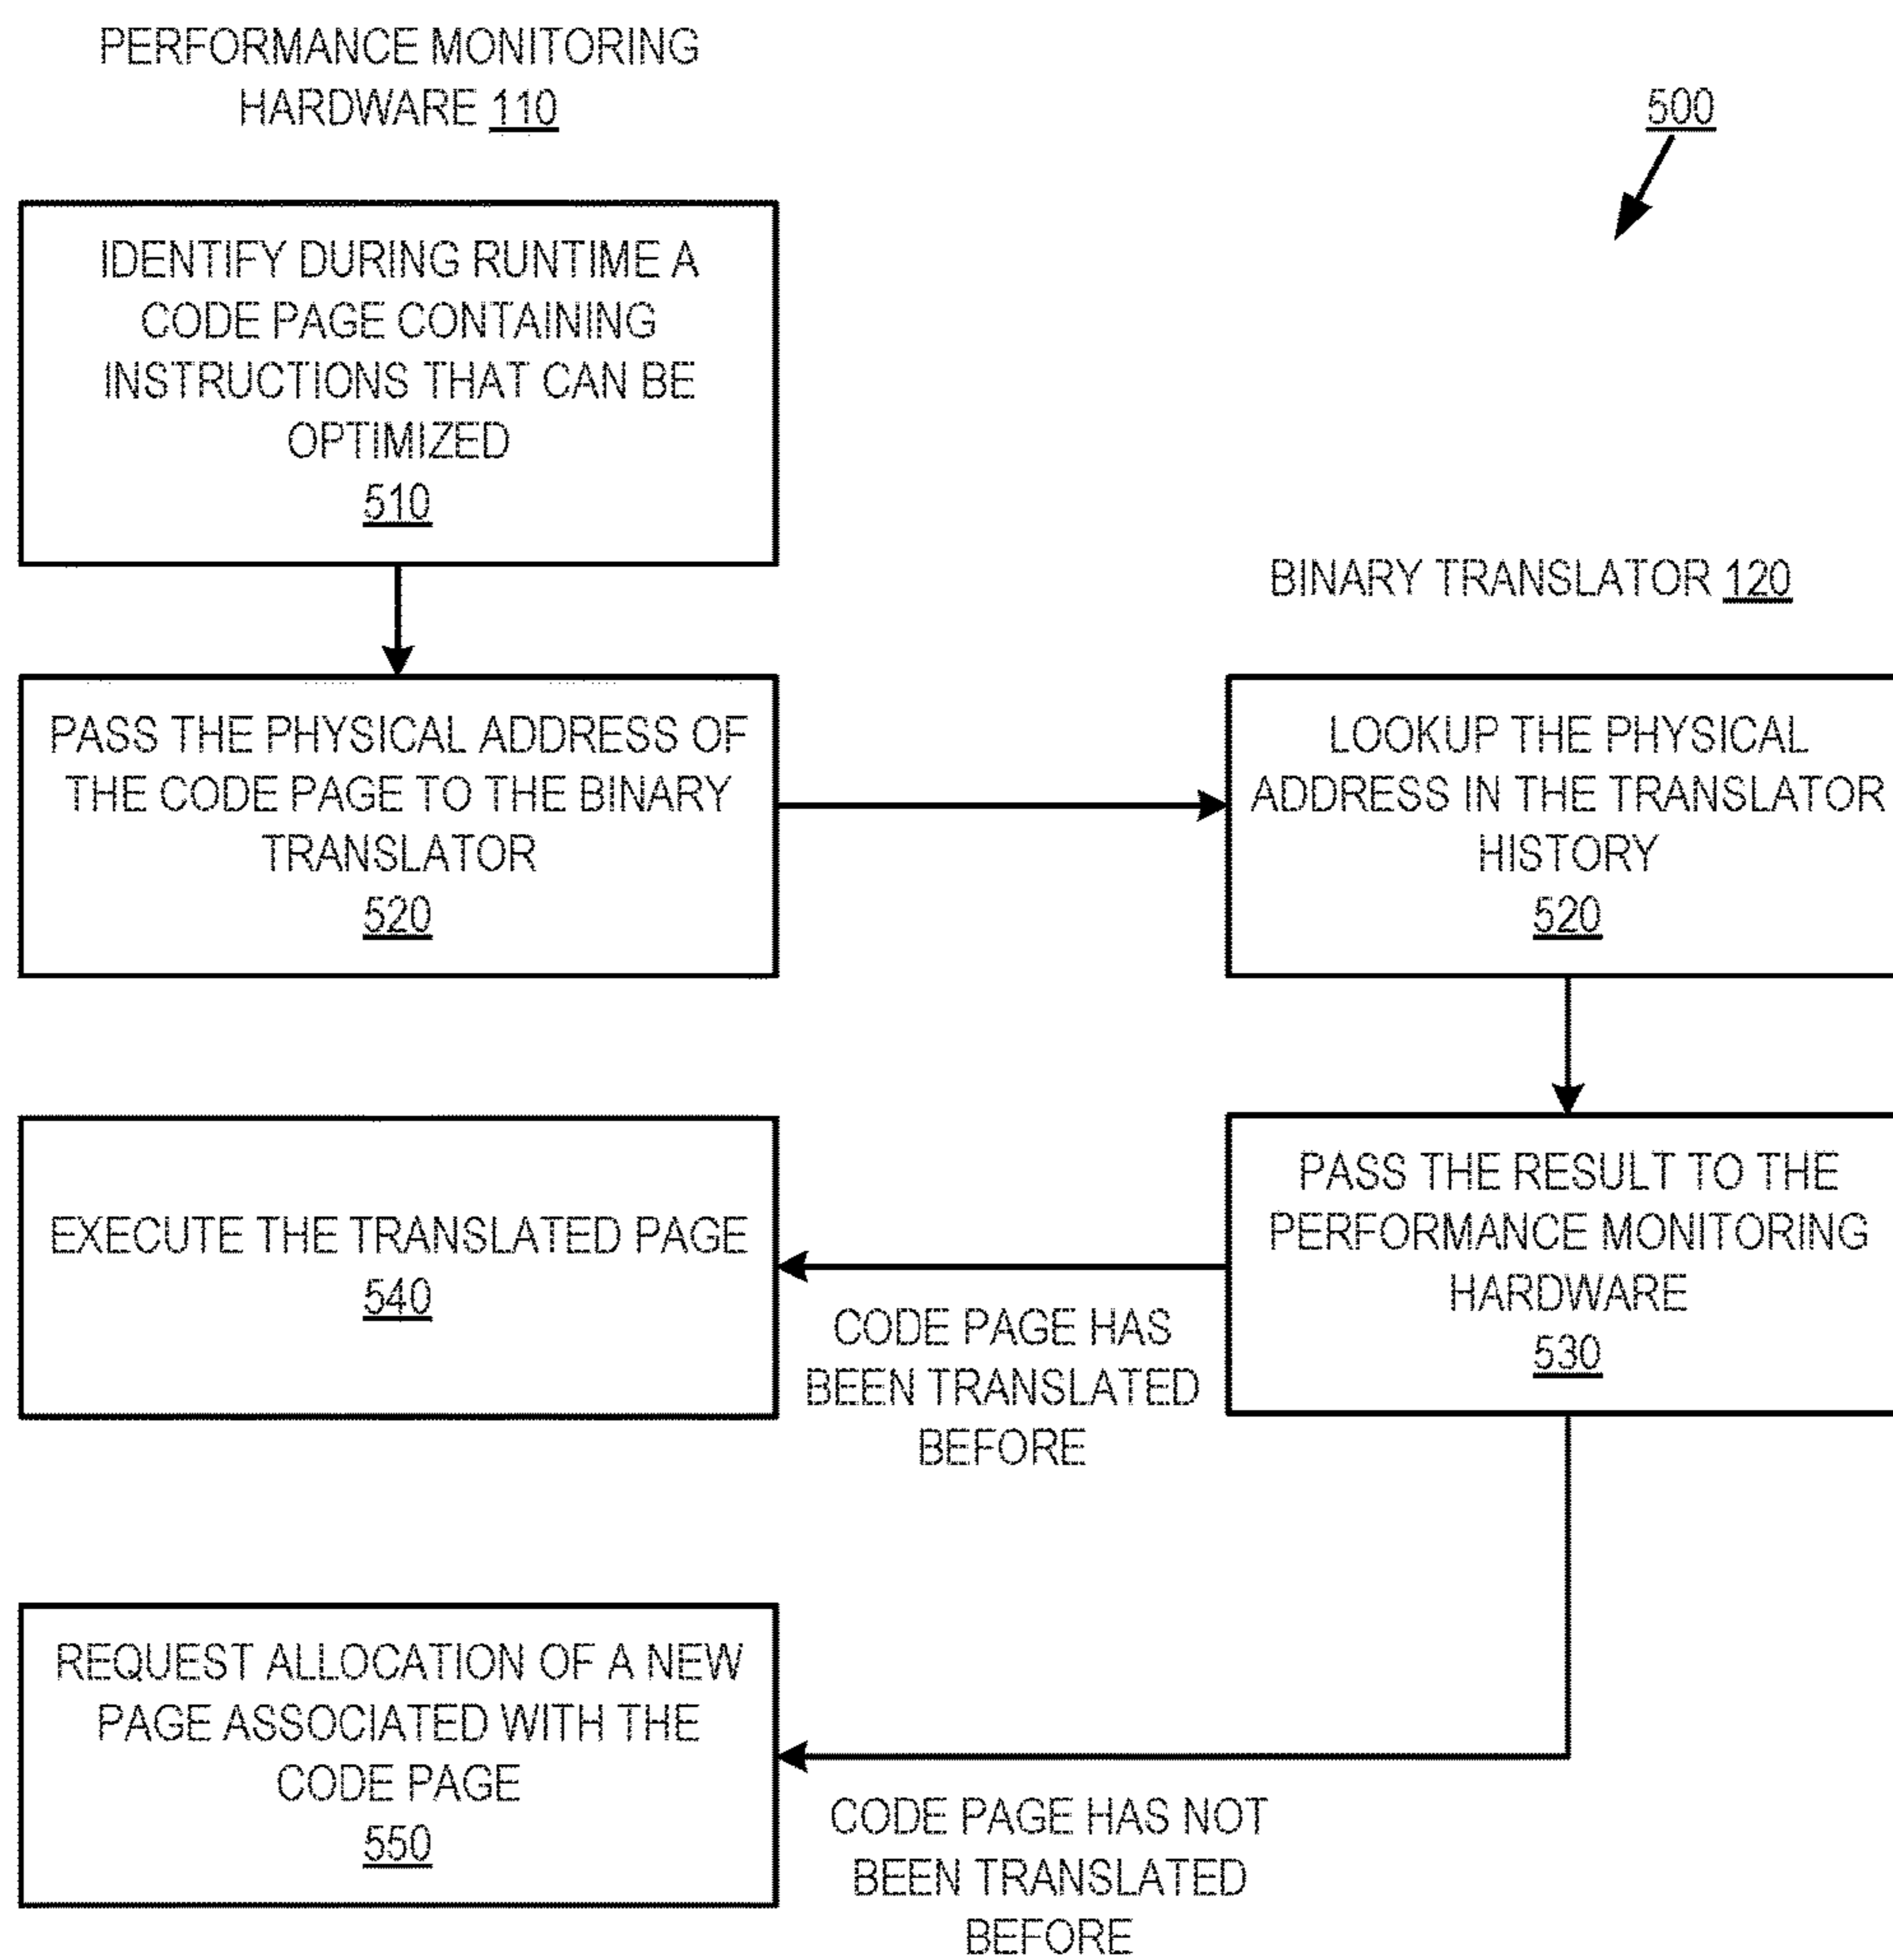 PERFORMANCE MONITORING
HARDWARE 110
500
IDENTIFY DURING RUNTIME A
CODE PAGE CONTAINING
INSTRUCTIONS THAT CAN BE
OPTIMIZED
510
BINARY TRANSLATOR 120
PASS THE PHYSICAL ADDRESS OF
THE CODE PAGE TO THE BINARY
TRANSLATOR
520
LOOKUP THE PHYSICAL
ADDRESS IN THE TRANSLATOR
HISTORY
520
PASS THE RESULT TO THE
PERFORMANCE MONITORING
HARDWARE
530
EXECUTE THE TRANSLATED PAGE
540
CODE PAGE HAS
BEEN TRANSLATED
BEFORE
REQUEST ALLOCATION OF A NEW
PAGE ASSOCIATED WITH THE
CODE PAGE
550
CODE PAGE HAS NOT
BEEN TRANSLATED
BEFORE